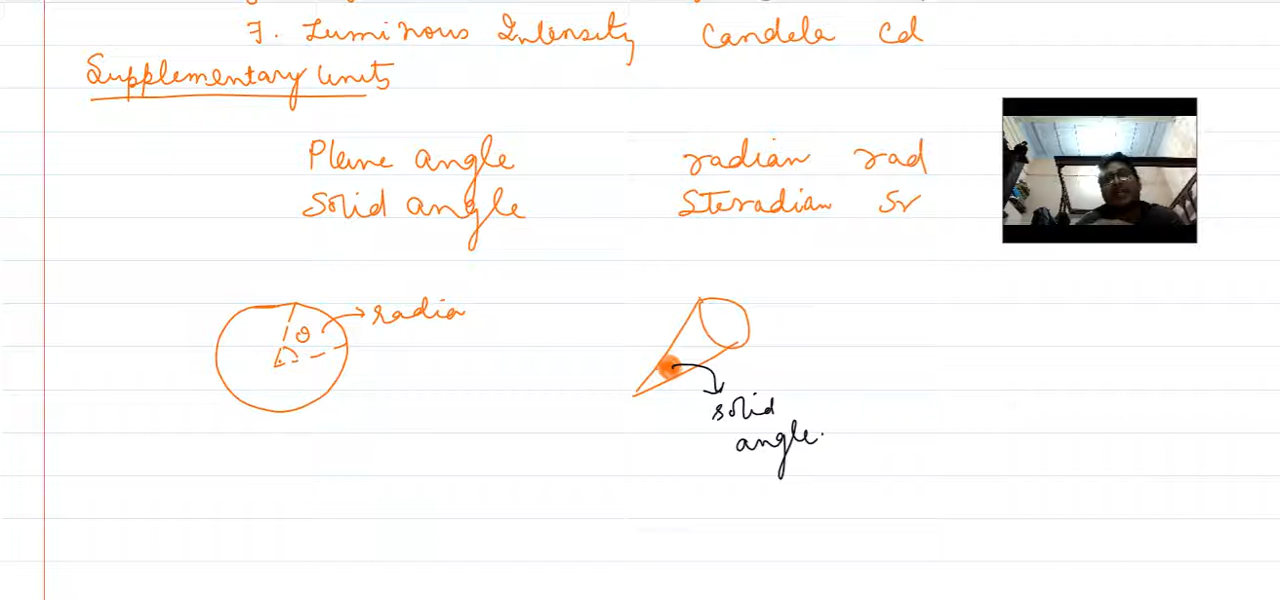 7. Luminous Intensity Candela Cd
Supplementary Units
Plane angle radian rad
Solid angle Steradian Sr
θ radia
solid
angle.